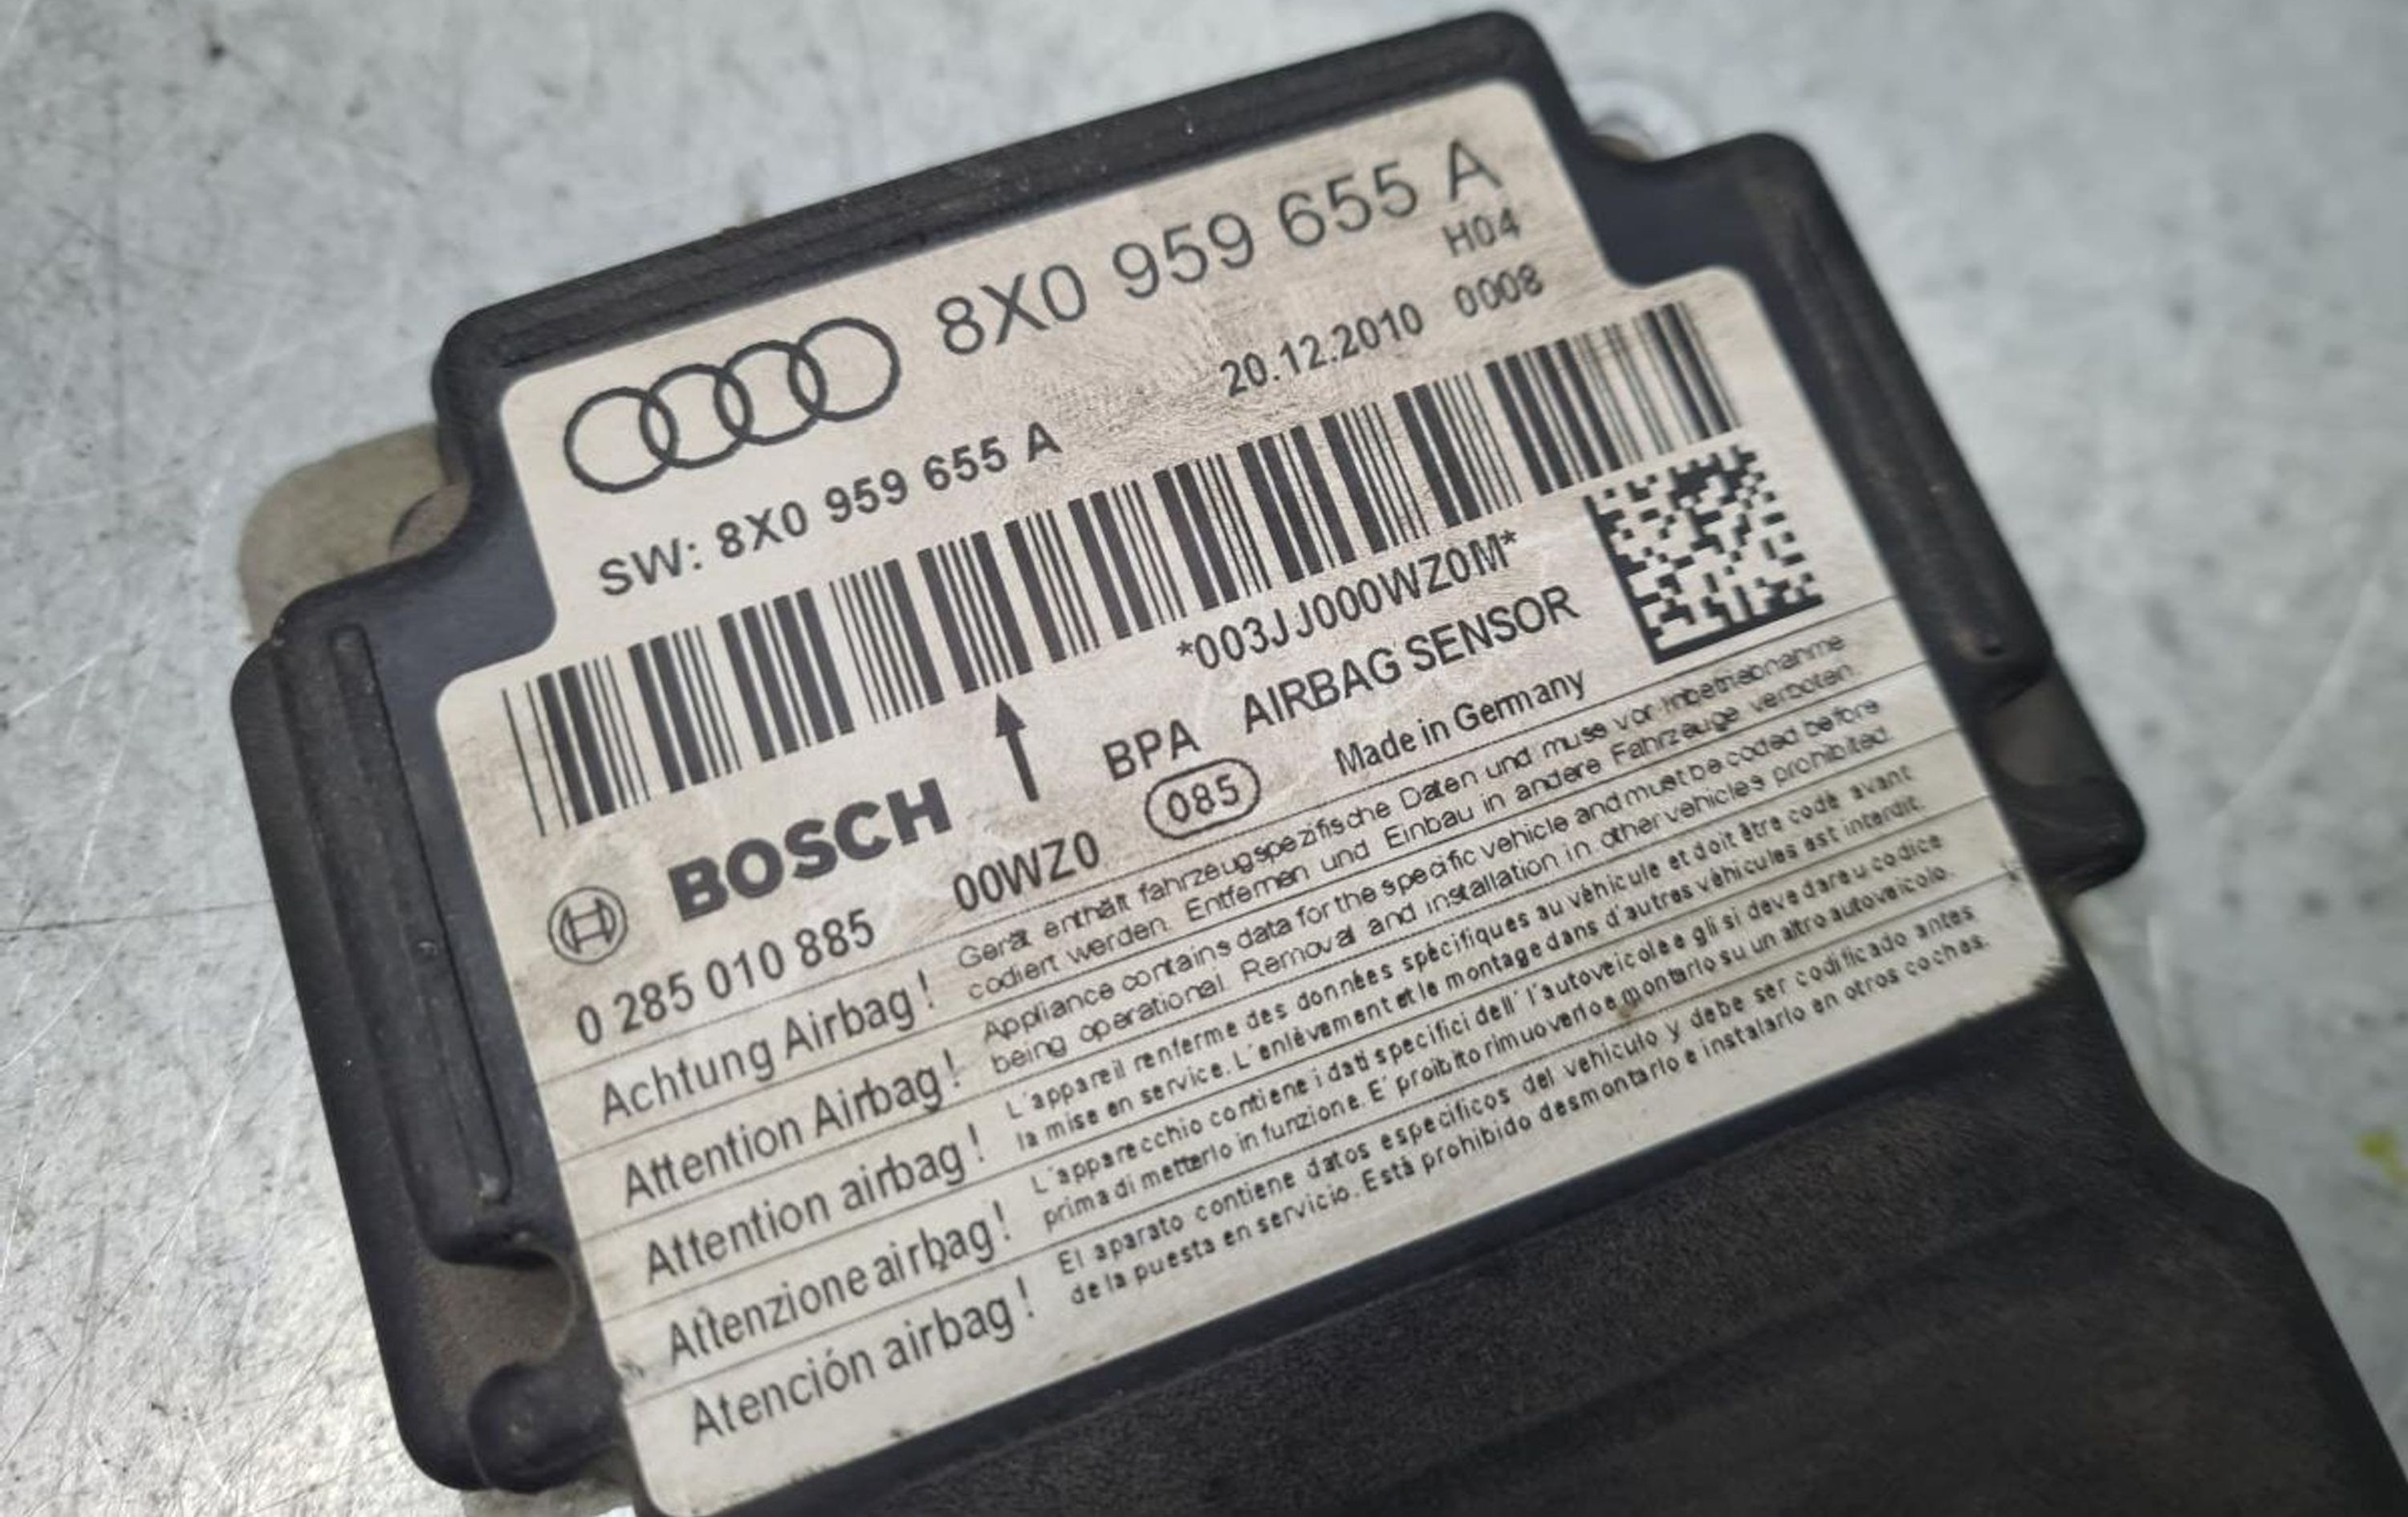 8X0 959 655 A
H04
SW: 8X0 959 655 A 20.12.2010 0008
*003JJ000WZ0M*
BOSCH BPA AIRBAG SENSOR
0 285 010 885 00WZ0 085 Made in Germany
Achtung Airbag! Gerät enthält fahrzeugspezifische Daten und muss vor Inbetriebnahme
codiert werden. Entfernen und Einbau in andere Fahrzeuge verboten.
Attention Airbag! Appliance contains data for the specific vehicle and must be coded before
being operational. Removal and installation in other vehicles prohibited.
Attention airbag! L´appareil renferme des données spécifiques au véhicule et doit être codé avant
la mise en service. L´enlèvement et le montage dans d´autres véhicules est interdit.
Attenzione airbag! L´apparecchio contiene i dati specifici dell´ l´autoveicolo e gli si deve dare u codice
prima di metterlo in funzione. E´ proibito rimuoverlo e montarlo su un altro autoveicolo.
Atención airbag! El aparato contiene datos específicos del vehículo y debe ser codificado antes
de la puesta en servicio. Està prohibido desmontarlo e instalarlo en otros coches.